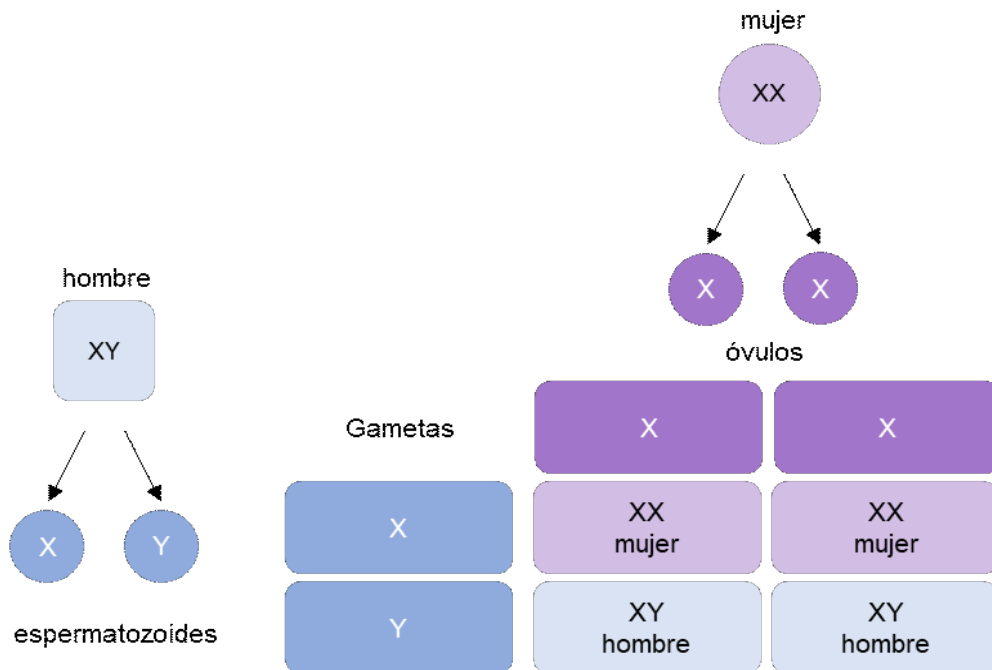 mujer
XX
X
X
óvulos
hombre
XY
X
Y
espermatozoides
Gametas
X
X
X
XX
mujer
XX
mujer
Y
XY
hombre
XY
hombre